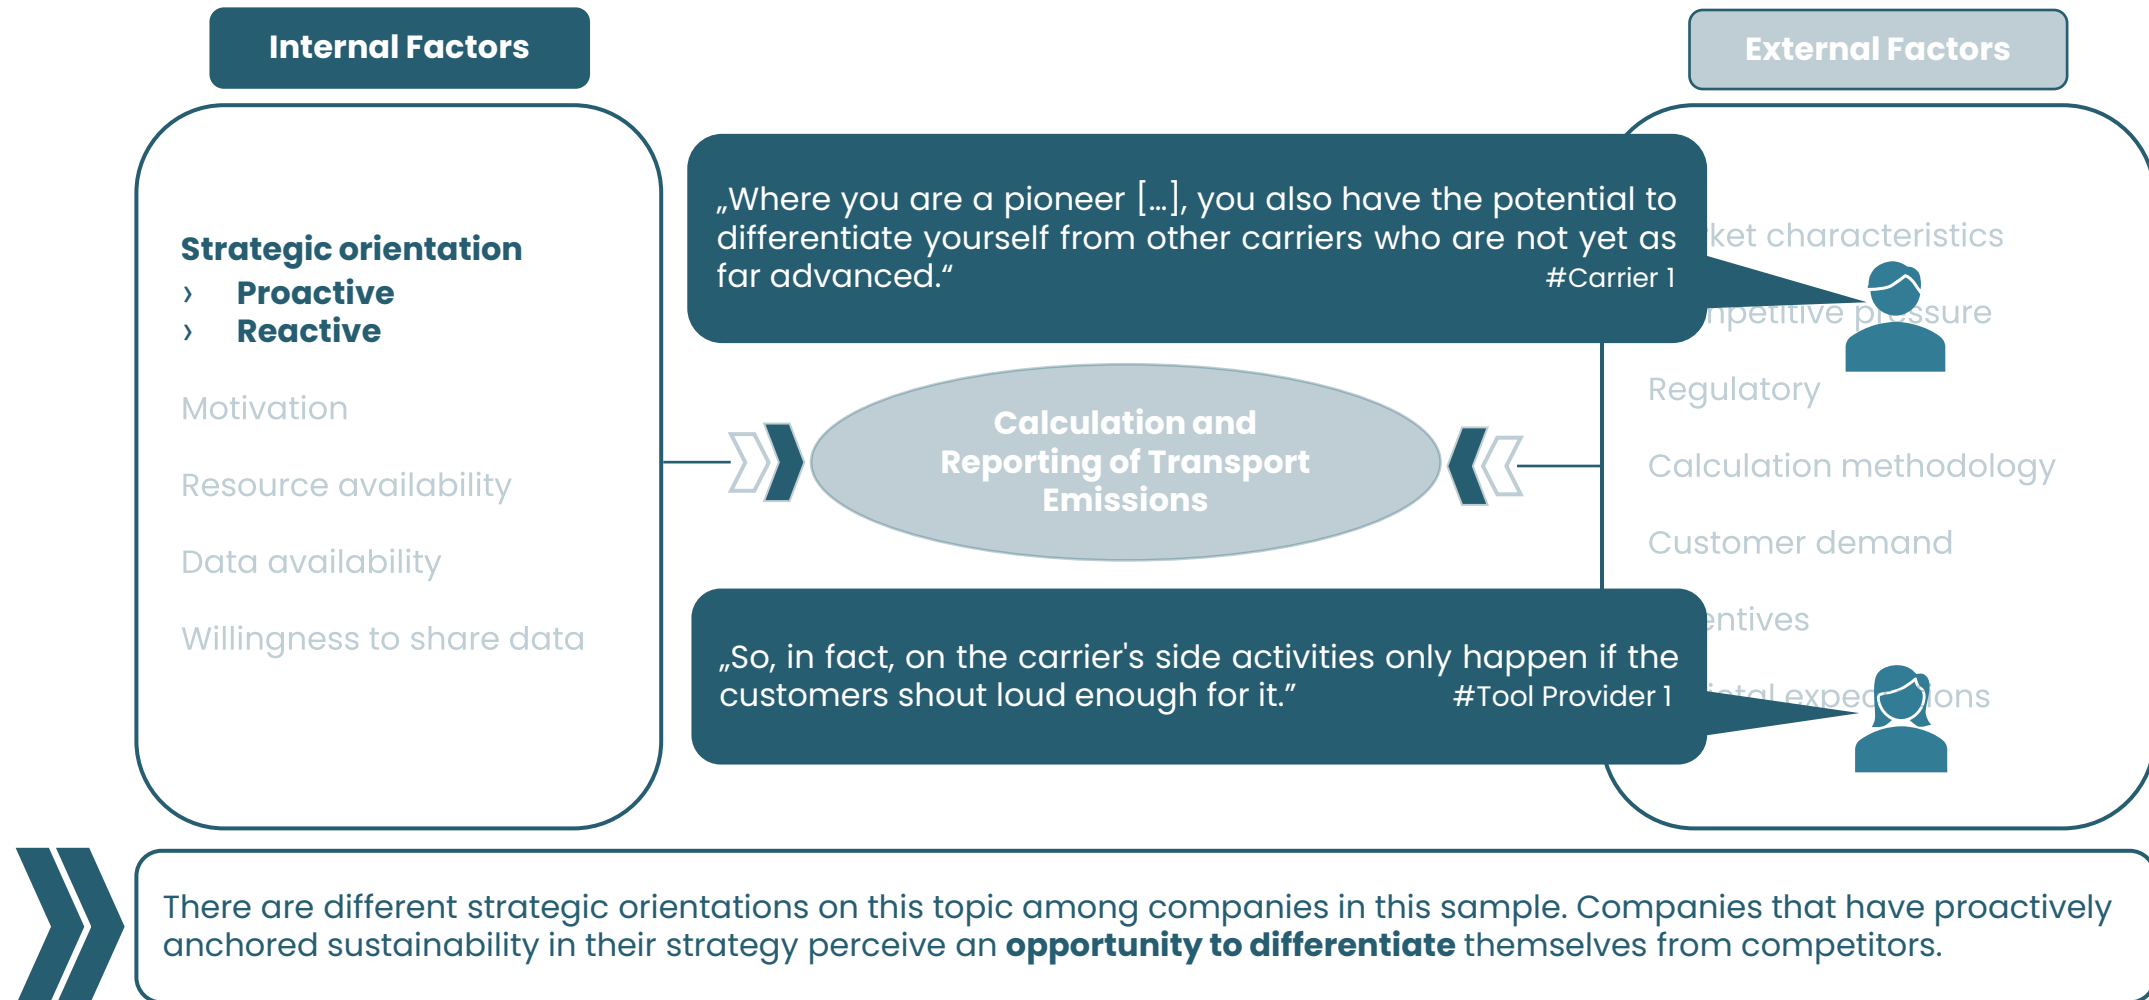 Internal Factors
External Factors
Strategic orientation
› Proactive
› Reactive
Motivation
Resource availability
Data availability
Willingness to share data
„Where you are a pioneer [...], you also have the potential to
differentiate yourself from other carriers who are not yet as
far advanced.“ #Carrier 1
Calculation and
Reporting of Transport
Emissions
„So, in fact, on the carrier's side activities only happen if the
customers shout loud enough for it.” #Tool Provider 1
characteristics
Regulatory
Calculation methodology
Customer demand
There are different strategic orientations on this topic among companies in this sample. Companies that have proactively
anchored sustainability in their strategy perceive an opportunity to differentiate themselves from competitors.